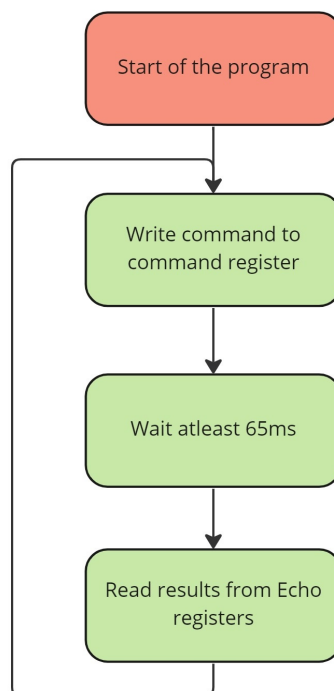 Start of the program
Write command to
command register
Wait atleast 65ms
Read results from Echo
registers